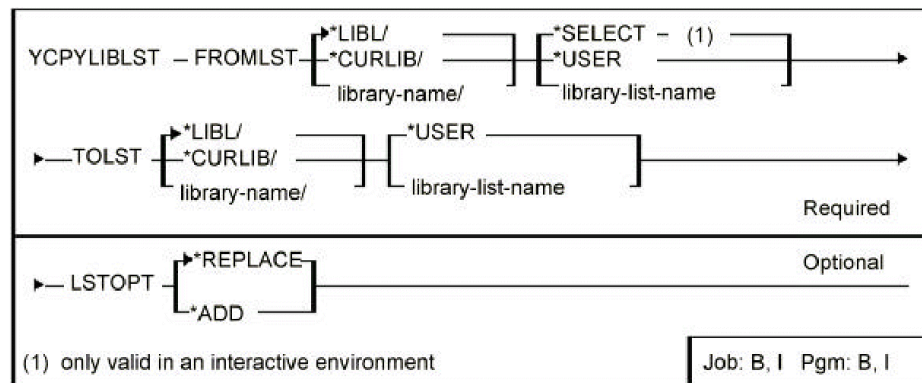 *LIBL/ *SELECT (1)
YCPYLIBLST FROMLST *CURLIB/ *USER
library-name/ library-list-name
*LIBL/ *USER
TOLST *CURLIB/
library-name/ library-list-name
Required
*REPLACE Optional
LSTOPT
*ADD
(1) only valid in an interactive environment Job: B, I Pgm: B, I